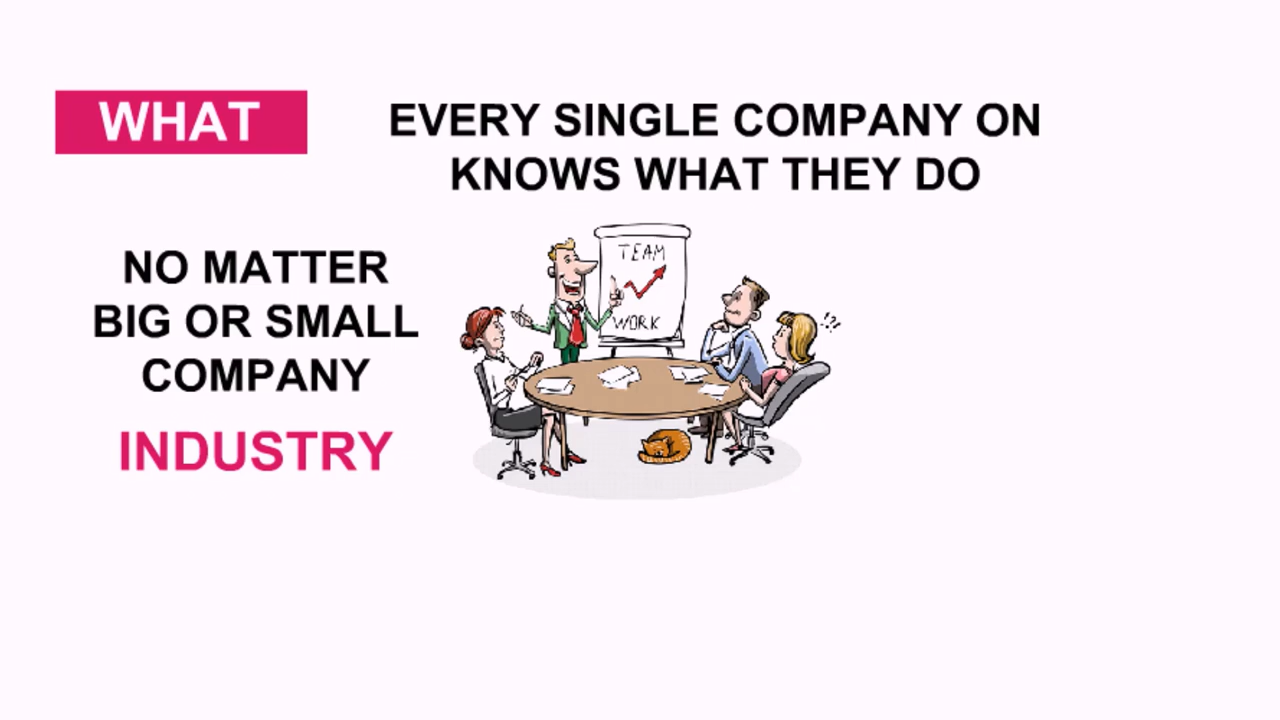 WHAT
EVERY SINGLE COMPANY ON
KNOWS WHAT THEY DO
NO MATTER
BIG OR SMALL
COMPANY
INDUSTRY
TEAM
WORK
!?!